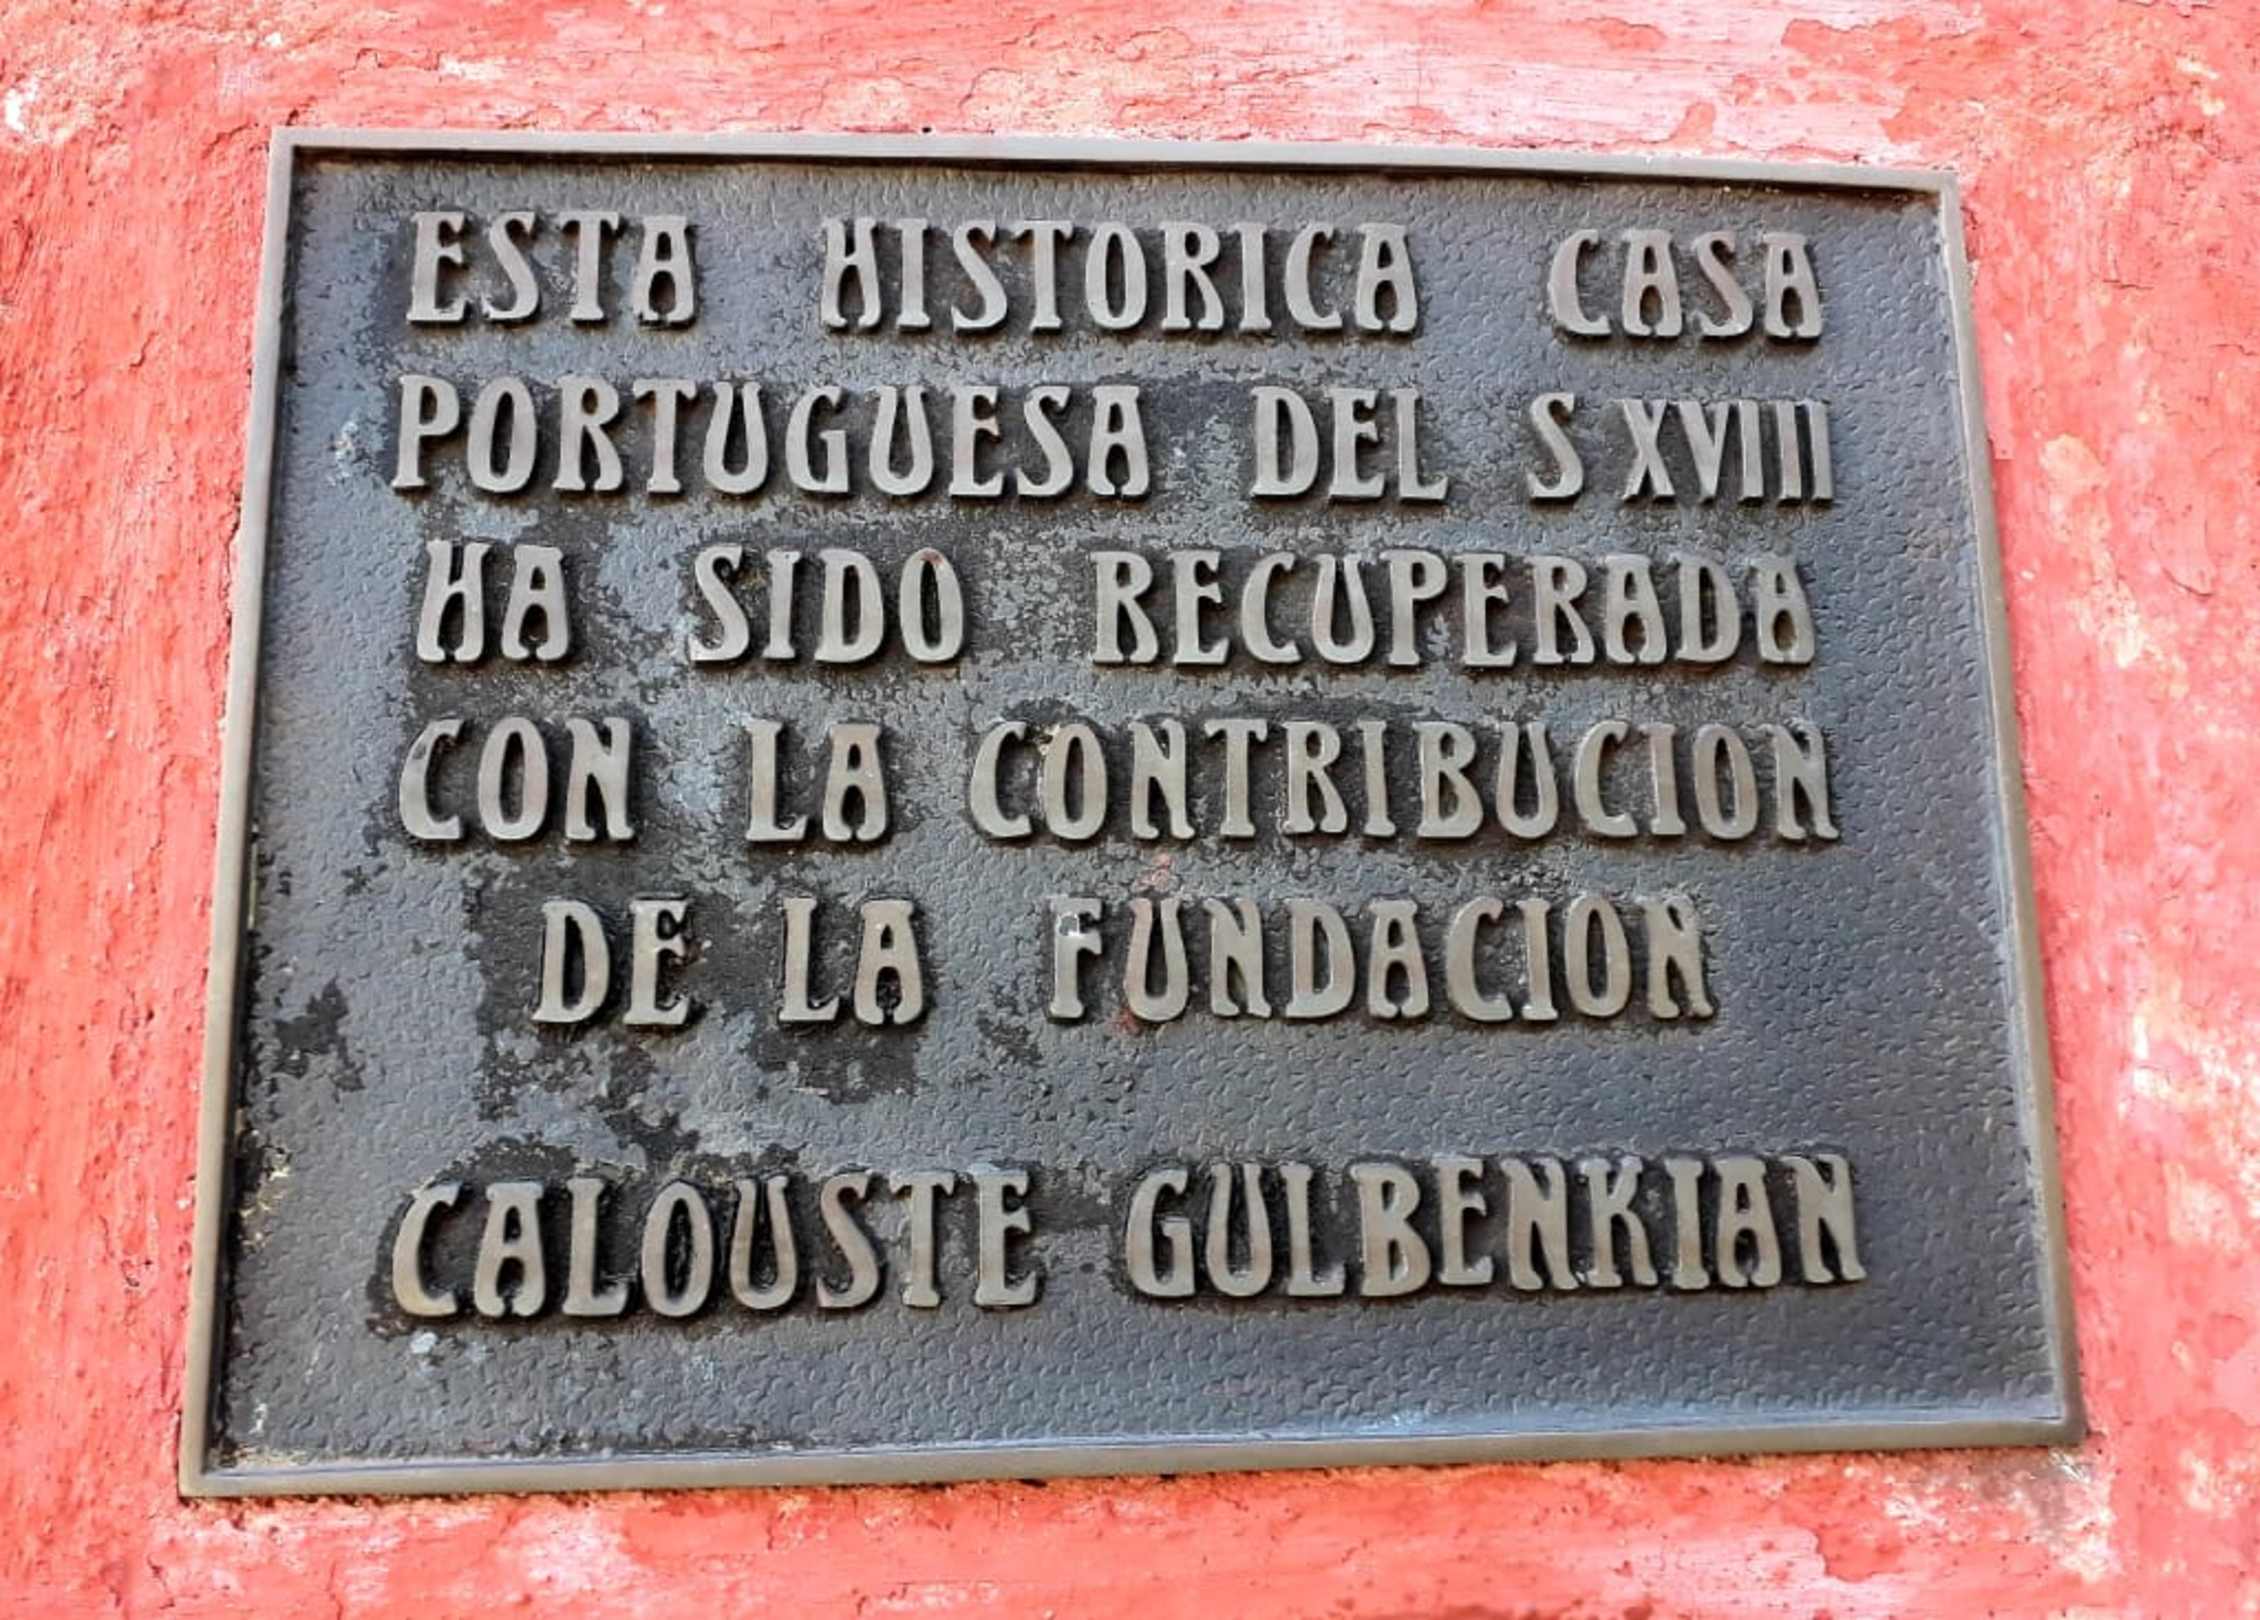 ESTA HISTORICA CASA
PORTUGUESA DEL S XVIII
HA SIDO RECUPERADA
CON LA CONTRIBUCION
DE LA FUNDACION
CALOUSTE GULBENKIAN